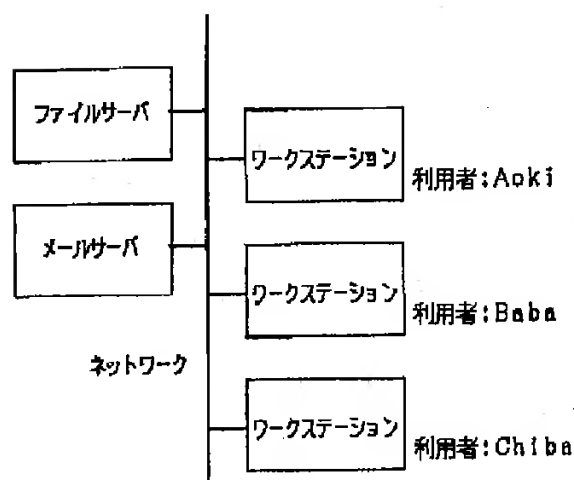 ファイルサーバ
ワークステーション
利用者:Aoki
メールサーバ
ワークステーション
利用者:Baba
ネットワーク
ワークステーション
利用者:Chiba